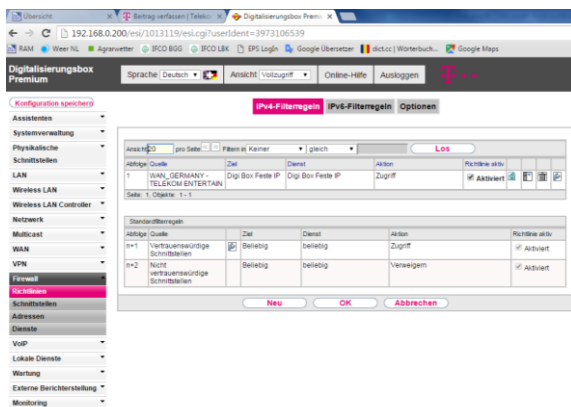 Übersicht
Beitrag verfassen | Telekom
Digitalisierungsbox Premiu
192.168.0.200/esi/1013119/esi.cgi?userIdent=3973106539
RAM
Weer NL
Agrarwetter
IFCO BGG
IFCO LBK
EPS LogIn
Google Übersetzer
dict.cc | Wörterbuch...
Google Maps
Digitalisierungsbox Premium
Sprache Deutsch
Ansicht Vollzugriff
Online-Hilfe
Ausloggen
Konfiguration speichern
Assistenten
Systemverwaltung
Physikalische Schnittstellen
LAN
Wireless LAN
Wireless LAN Controller
Netzwerk
Multicast
WAN
VPN
Firewall
Richtlinien
Schnittstellen
Adressen
Dienste
VoIP
Lokale Dienste
Wartung
Externe Berichterstellung
Monitoring
IPv4-Filterregeln
IPv6-Filterregeln
Optionen
Ansicht 20 pro Seite Filtern in Keiner gleich Los
Abfolge Quelle Ziel Dienst Aktion Richtlinie aktiv
1 WAN_GERMANY - TELEKOM ENTERTAIN Digi Box Feste IP Digi Box Feste IP Zugriff Aktiviert
Seite: 1, Objekte: 1 - 1
Standardfilterregeln
Abfolge Quelle Ziel Dienst Aktion Richtlinie aktiv
n+1 Vertrauenswürdige Schnittstellen Beliebig beliebig Zugriff Aktiviert
n+2 Nicht vertrauenswürdige Schnittstellen Beliebig beliebig Verweigern Aktiviert
Neu
OK
Abbrechen